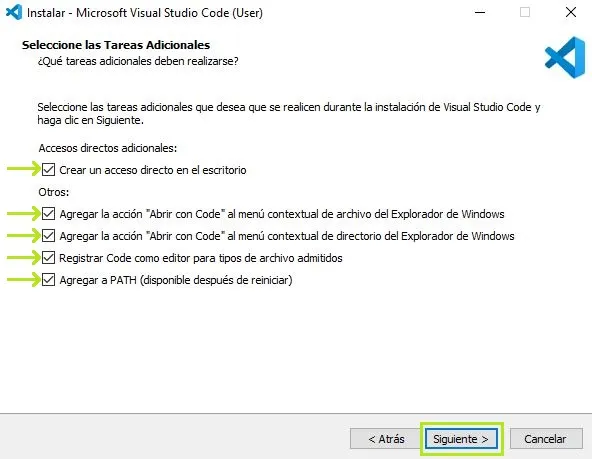 Instalar - Microsoft Visual Studio Code (User)
Seleccione las Tareas Adicionales
¿Qué tareas adicionales deben realizarse?
Seleccione las tareas adicionales que desea que se realicen durante la instalación de Visual Studio Code y
haga clic en Siguiente.
Accesos directos adicionales:
Crear un acceso directo en el escritorio
Otros:
Agregar la acción "Abrir con Code" al menú contextual de archivo del Explorador de Windows
Agregar la acción "Abrir con Code" al menú contextual de directorio del Explorador de Windows
Registrar Code como editor para tipos de archivo admitidos
Agregar a PATH (disponible después de reiniciar)
< Atrás Siguiente > Cancelar